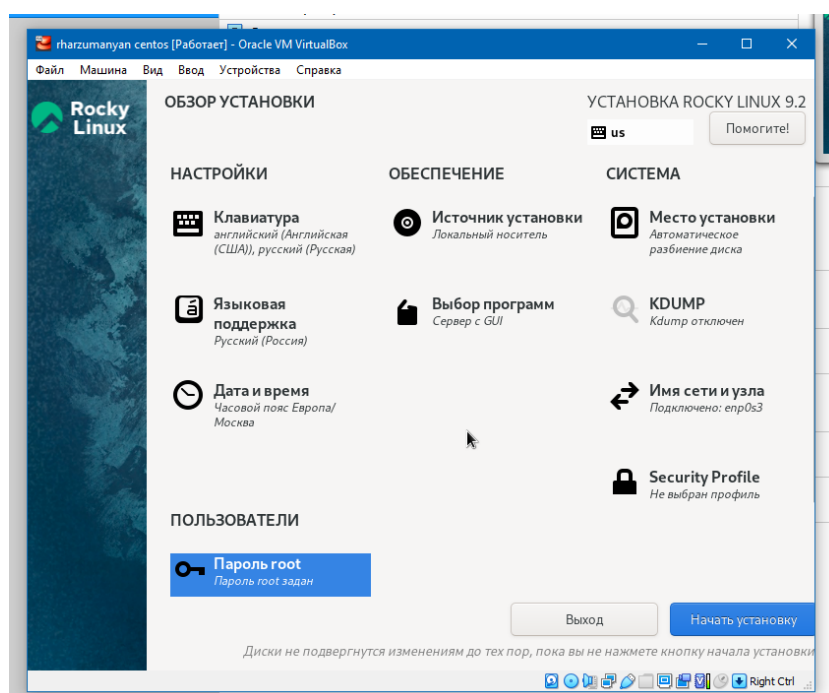 rharzumanyan centos [Работает] - Oracle VM VirtualBox
Файл Машина Вид Ввод Устройства Справка
Rocky
Linux
ОБЗОР УСТАНОВКИ
УСТАНОВКА ROCKY LINUX 9.2
us
Помогите!
НАСТРОЙКИ
Клавиатура
английский (Английская
(США)), русский (Русская)
Языковая
поддержка
Русский (Россия)
Дата и время
Часовой пояс Европа/
Москва
ОБЕСПЕЧЕНИЕ
Источник установки
Локальный носитель
Выбор программ
Сервер с GUI
СИСТЕМА
Место установки
Автоматическое
разбиение диска
KDUMP
Kdump отключен
Имя сети и узла
Подключено: enp0s3
Security Profile
Не выбран профиль
ПОЛЬЗОВАТЕЛИ
Пароль root
Пароль root задан
Выход
Начать установку
Диски не подвергнутся изменениям до тех пор, пока вы не нажмете кнопку начала установки
Right Ctrl